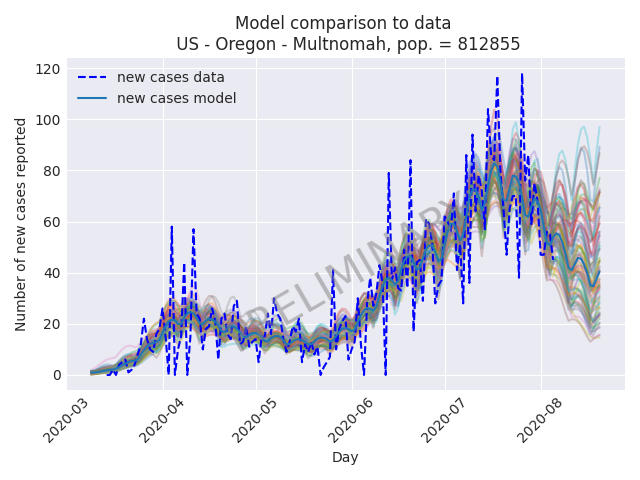 Model comparison to data
US - Oregon - Multnomah, pop. = 812855
120
100
80
60
40
20
0
Number of new cases reported
new cases data
new cases model
PRELIMINARY
2020-03
2020-04
2020-05
2020-06
2020-07
2020-08
Day